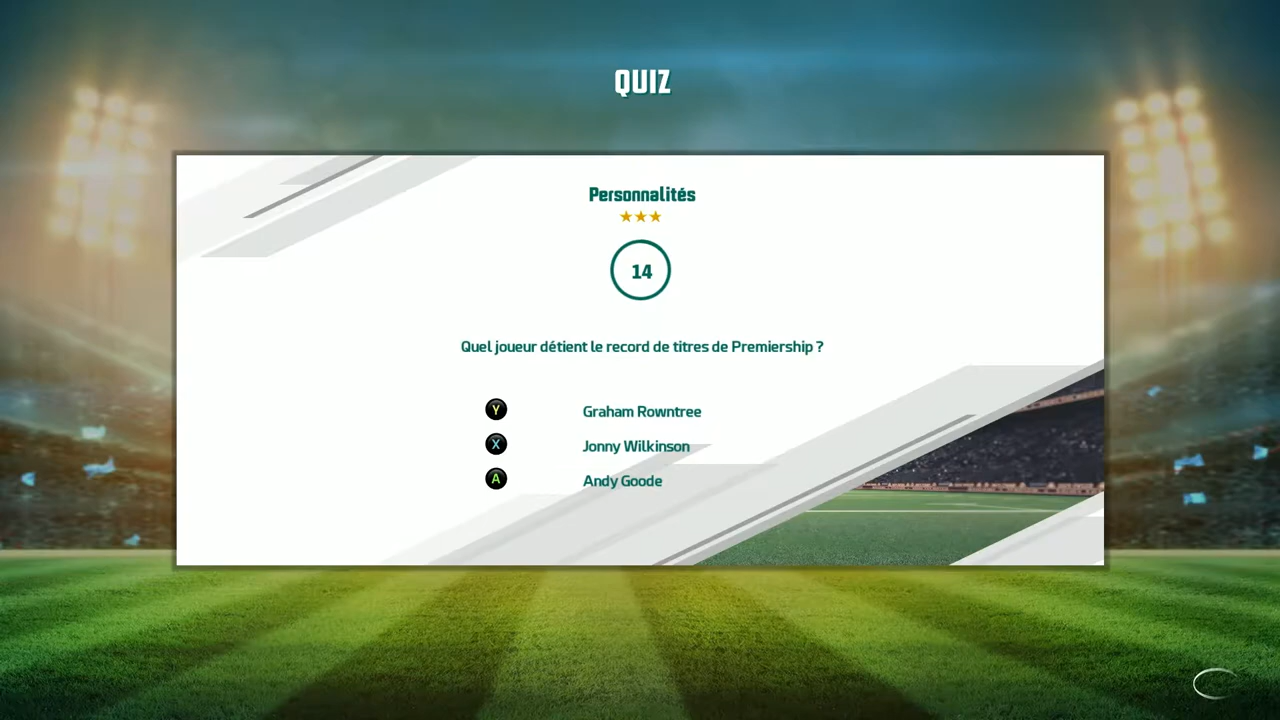 QUIZ
Personnalités
14
Quel joueur détient le record de titres de Premiership ?
Y Graham Rowntree
X Jonny Wilkinson
A Andy Goode